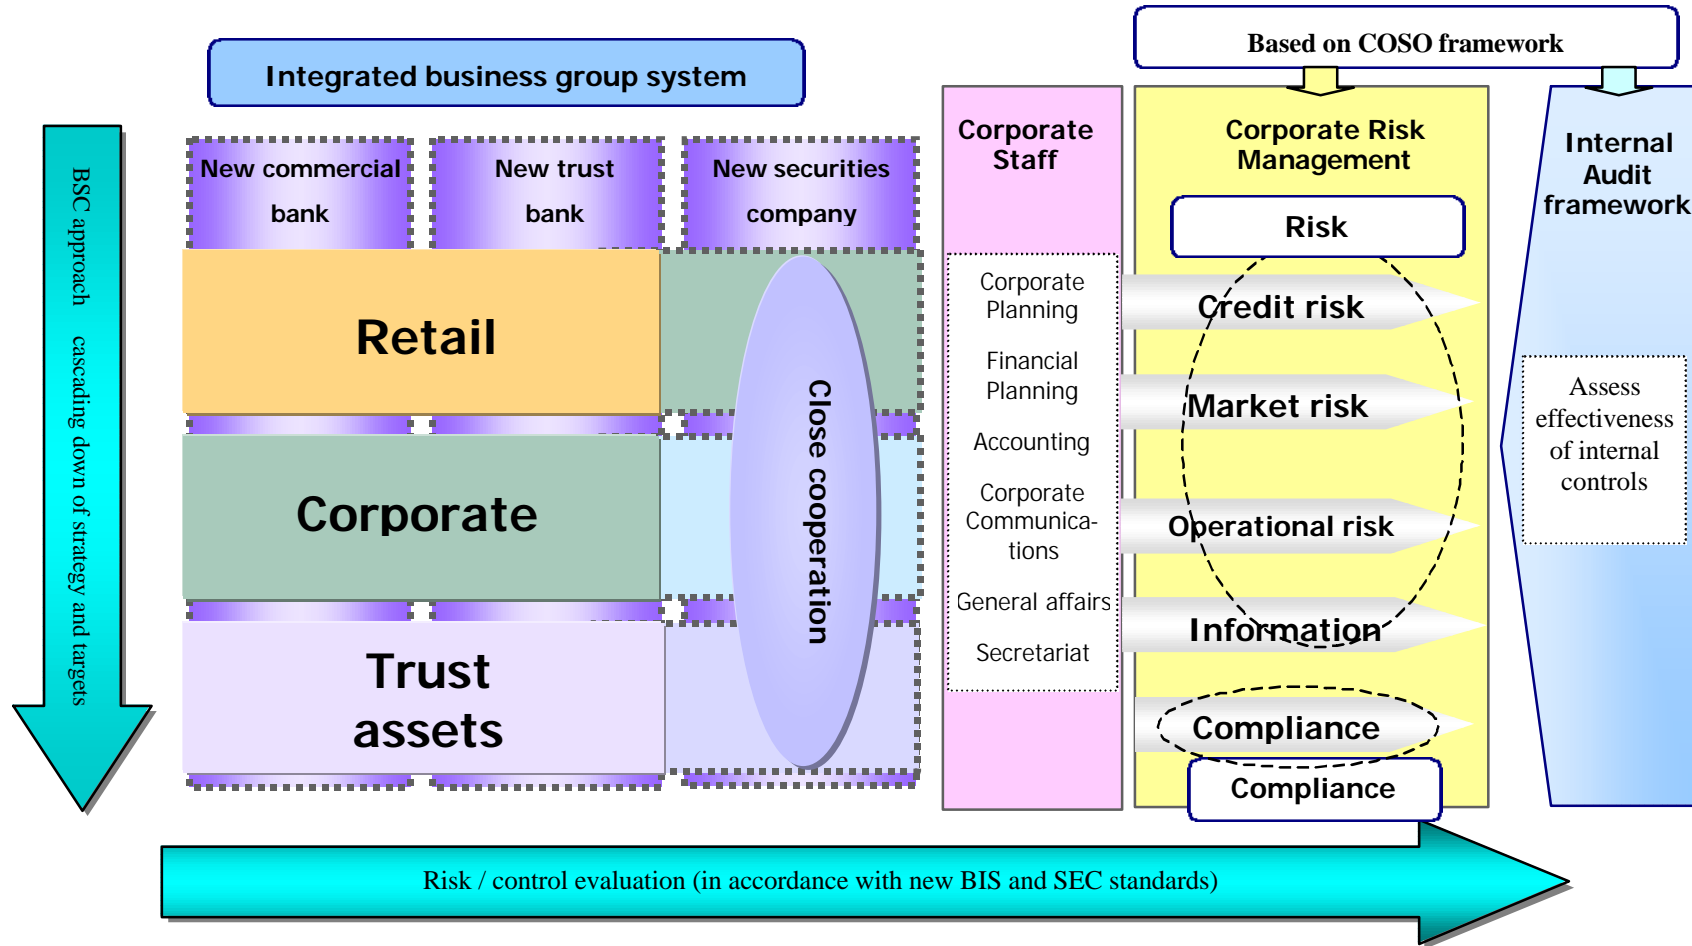 Based on COSO framework
Integrated business group system
BSC approach   cascading down of strategy and targets
New commercial
bank
New trust
bank
New securities
company
Retail
Corporate
Trust
assets
Close cooperation
Corporate
Staff
Corporate
Planning
Financial
Planning
Accounting
Corporate
Communica-
tions
General affairs
Secretariat
Corporate Risk
Management
Risk
Credit risk
Market risk
Operational risk
Information
Compliance
Compliance
Internal
Audit
framework
Assess
effectiveness
of internal
controls
Risk / control evaluation (in accordance with new BIS and SEC standards)